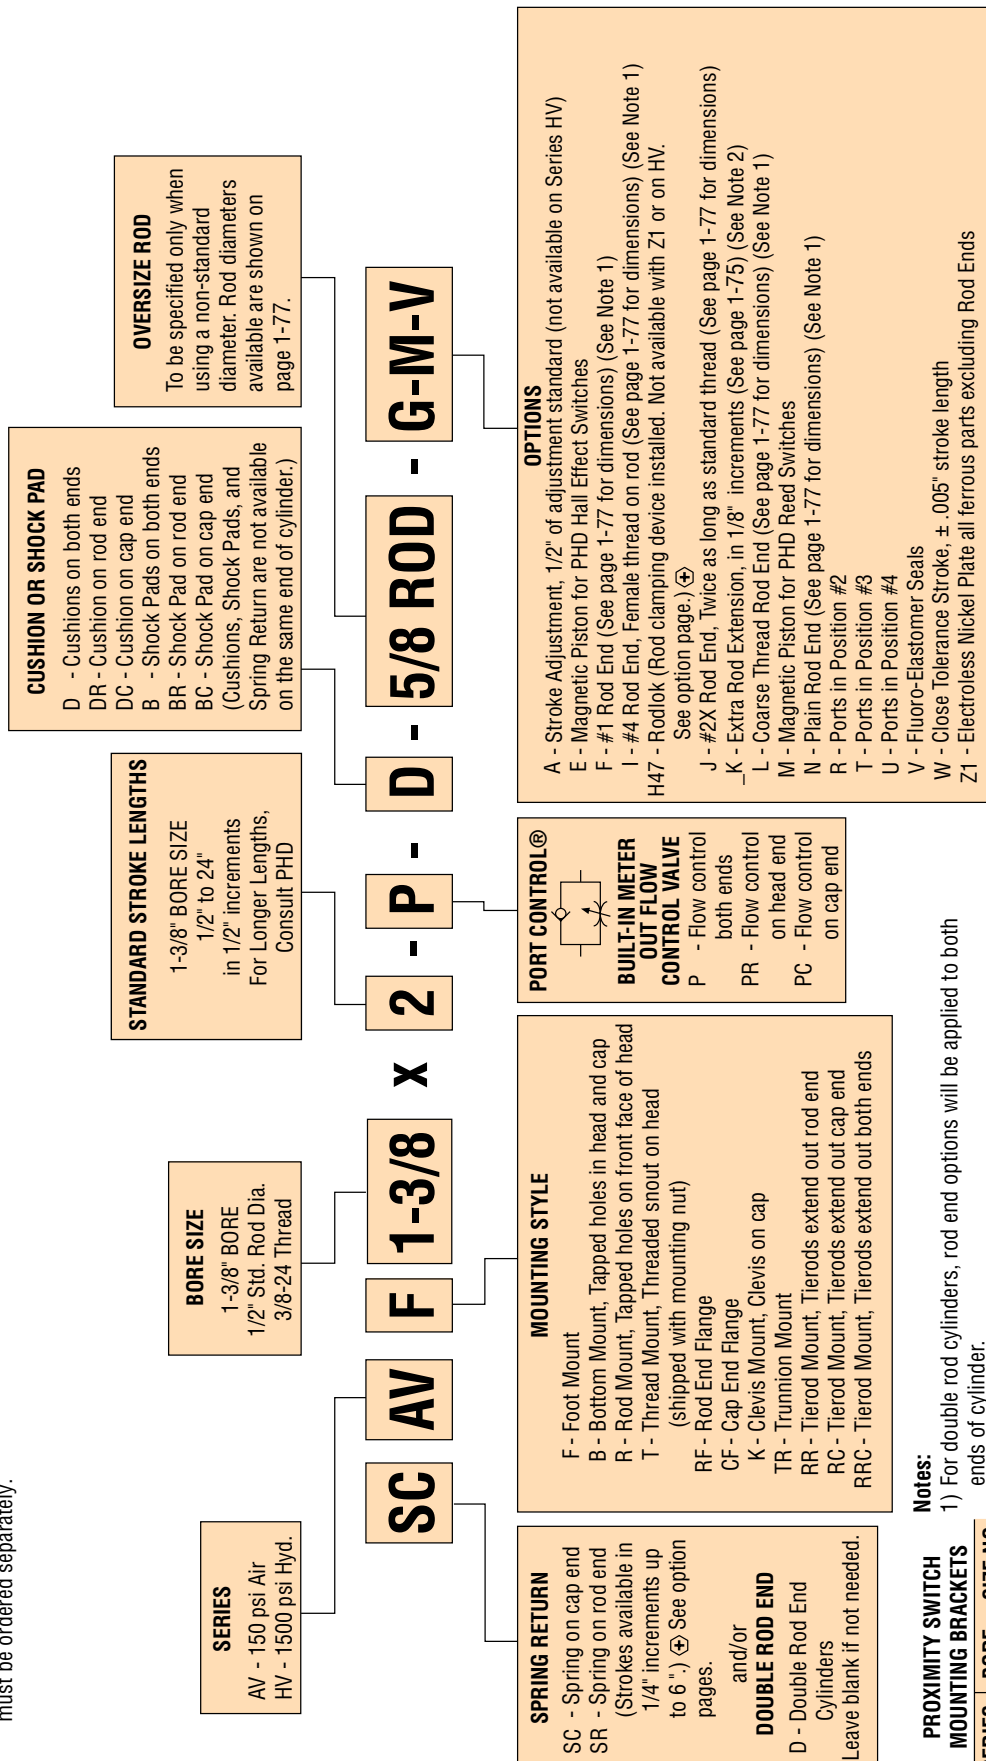 must be ordered separately.
SERIES
AV - 150 psi Air
HV - 1500 psi Hyd.
BORE SIZE
1-3/8" BORE
1/2" Std. Rod Dia.
3/8-24 Thread
STANDARD STROKE LENGTHS
1-3/8" BORE SIZE
1/2" to 24"
in 1/2" increments
For Longer Lengths,
Consult PHD
CUSHION OR SHOCK PAD
D - Cushions on both ends
DR - Cushion on rod end
DC - Cushion on cap end
B - Shock Pads on both ends
BR - Shock Pad on rod end
BC - Shock Pad on cap end
(Cushions, Shock Pads, and
Spring Return are not available
on the same end of cylinder.)
OVERSIZE ROD
To be specified only when
using a non-standard
diameter. Rod diameters
available are shown on
page 1-77.
SC AV F 1-3/8 x 2 - P - D - 5/8 ROD - G-M-V
SPRING RETURN
SC - Spring on cap end
SR - Spring on rod end
(Strokes available in
1/4" increments up
to 6 ".) See option
pages.
and/or
DOUBLE ROD END
D - Double Rod End
Cylinders
Leave blank if not needed.
MOUNTING STYLE
F - Foot Mount
B - Bottom Mount, Tapped holes in head and cap
R - Rod Mount, Tapped holes on front face of head
T - Thread Mount, Threaded snout on head
(shipped with mounting nut)
RF - Rod End Flange
CF - Cap End Flange
K - Clevis Mount, Clevis on cap
TR - Trunnion Mount
RR - Tierod Mount, Tierods extend out rod end
RC - Tierod Mount, Tierods extend out cap end
RRC - Tierod Mount, Tierods extend out both ends
PORT CONTROL®
BUILT-IN METER
OUT FLOW
CONTROL VALVE
P - Flow control
both ends
PR - Flow control
on head end
PC - Flow control
on cap end
OPTIONS
A - Stroke Adjustment, 1/2" of adjustment standard (not available on Series HV)
E - Magnetic Piston for PHD Hall Effect Switches
F - #1 Rod End (See page 1-77 for dimensions) (See Note 1)
I - #4 Rod End, Female thread on rod (See page 1-77 for dimensions) (See Note 1)
H47 - Rodlok (Rod clamping device installed. Not available with Z1 or on HV.
See option page.)
J - #2X Rod End, Twice as long as standard thread (See page 1-77 for dimensions)
_K - Extra Rod Extension, in 1/8" increments (See page 1-75) (See Note 2)
L - Coarse Thread Rod End (See page 1-77 for dimensions) (See Note 1)
M - Magnetic Piston for PHD Reed Switches
N - Plain Rod End (See page 1-77 for dimensions) (See Note 1)
R - Ports in Position #2
T - Ports in Position #3
U - Ports in Position #4
V - Fluoro-Elastomer Seals
W - Close Tolerance Stroke, ± .005" stroke length
Z1 - Electroless Nickel Plate all ferrous parts excluding Rod Ends
PROXIMITY SWITCH
MOUNTING BRACKETS
SERIES BORE SIZE NO.
Notes:
1) For double rod cylinders, rod end options will be applied to both
ends of cylinder.